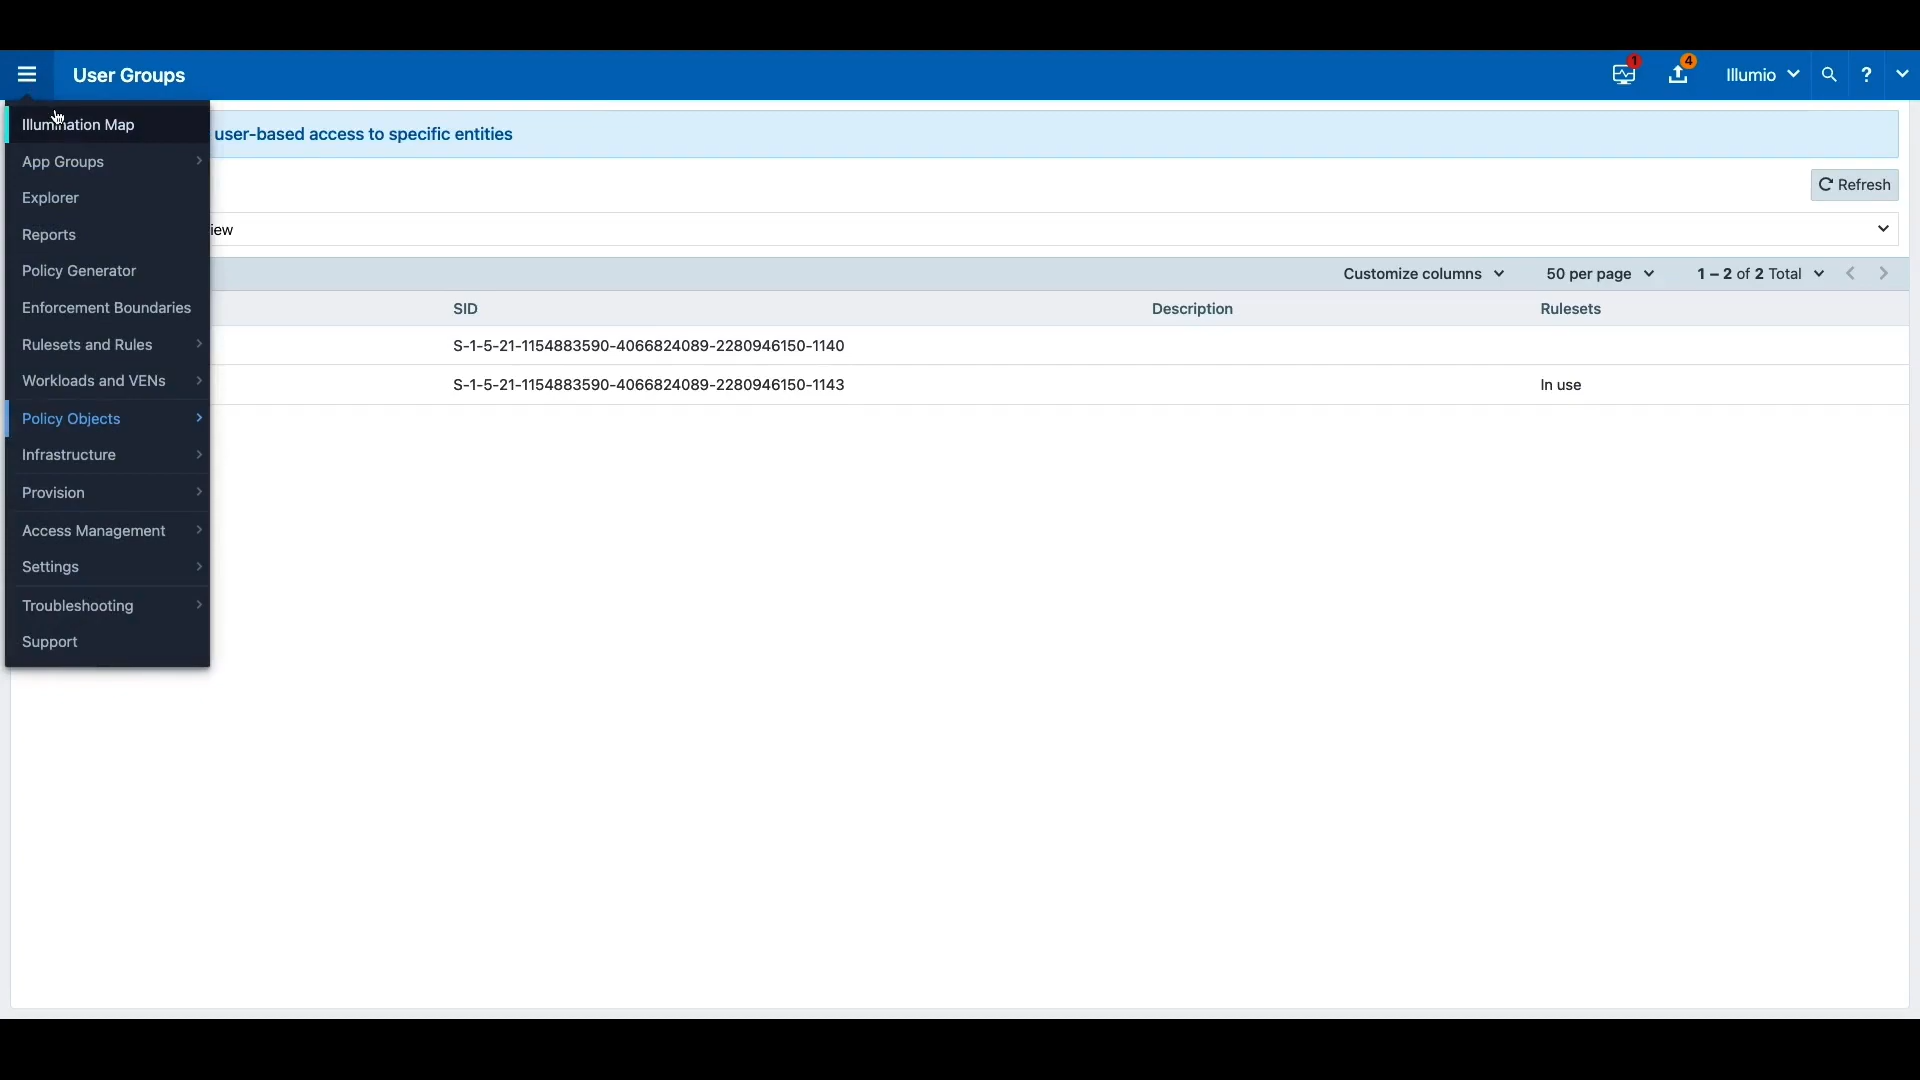 User Groups
1
4
Illumio
?
Illumination Map
user-based access to specific entities
App Groups
Refresh
Explorer
Reports
iew
Policy Generator
Customize columns
50 per page
1 – 2 of 2 Total
Enforcement Boundaries
SID
Description
Rulesets
Rulesets and Rules
S-1-5-21-1154883590-4066824089-2280946150-1140
Workloads and VENs
S-1-5-21-1154883590-4066824089-2280946150-1143
In use
Policy Objects
Infrastructure
Provision
Access Management
Settings
Troubleshooting
Support